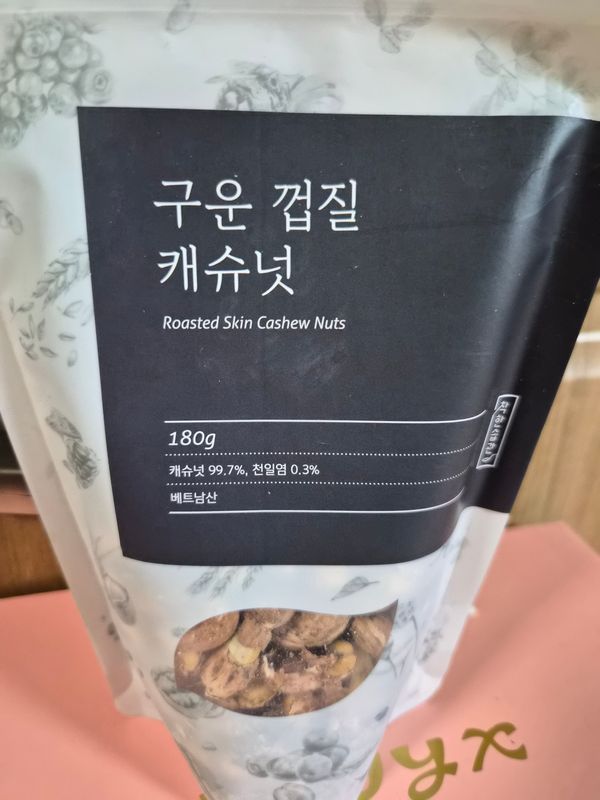 구운 껍질
캐슈넛
Roasted Skin Cashew Nuts
180g
캐슈넛 99.7%, 천일염 0.3%
베트남산
yx